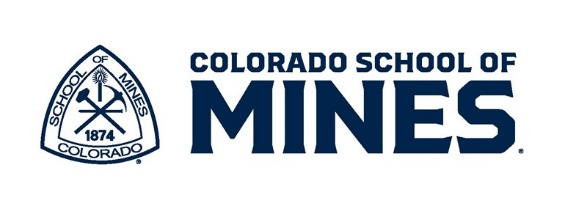 SCHOOL OF MINES
1874
COLORADO
®
COLORADO SCHOOL OF
MINES®